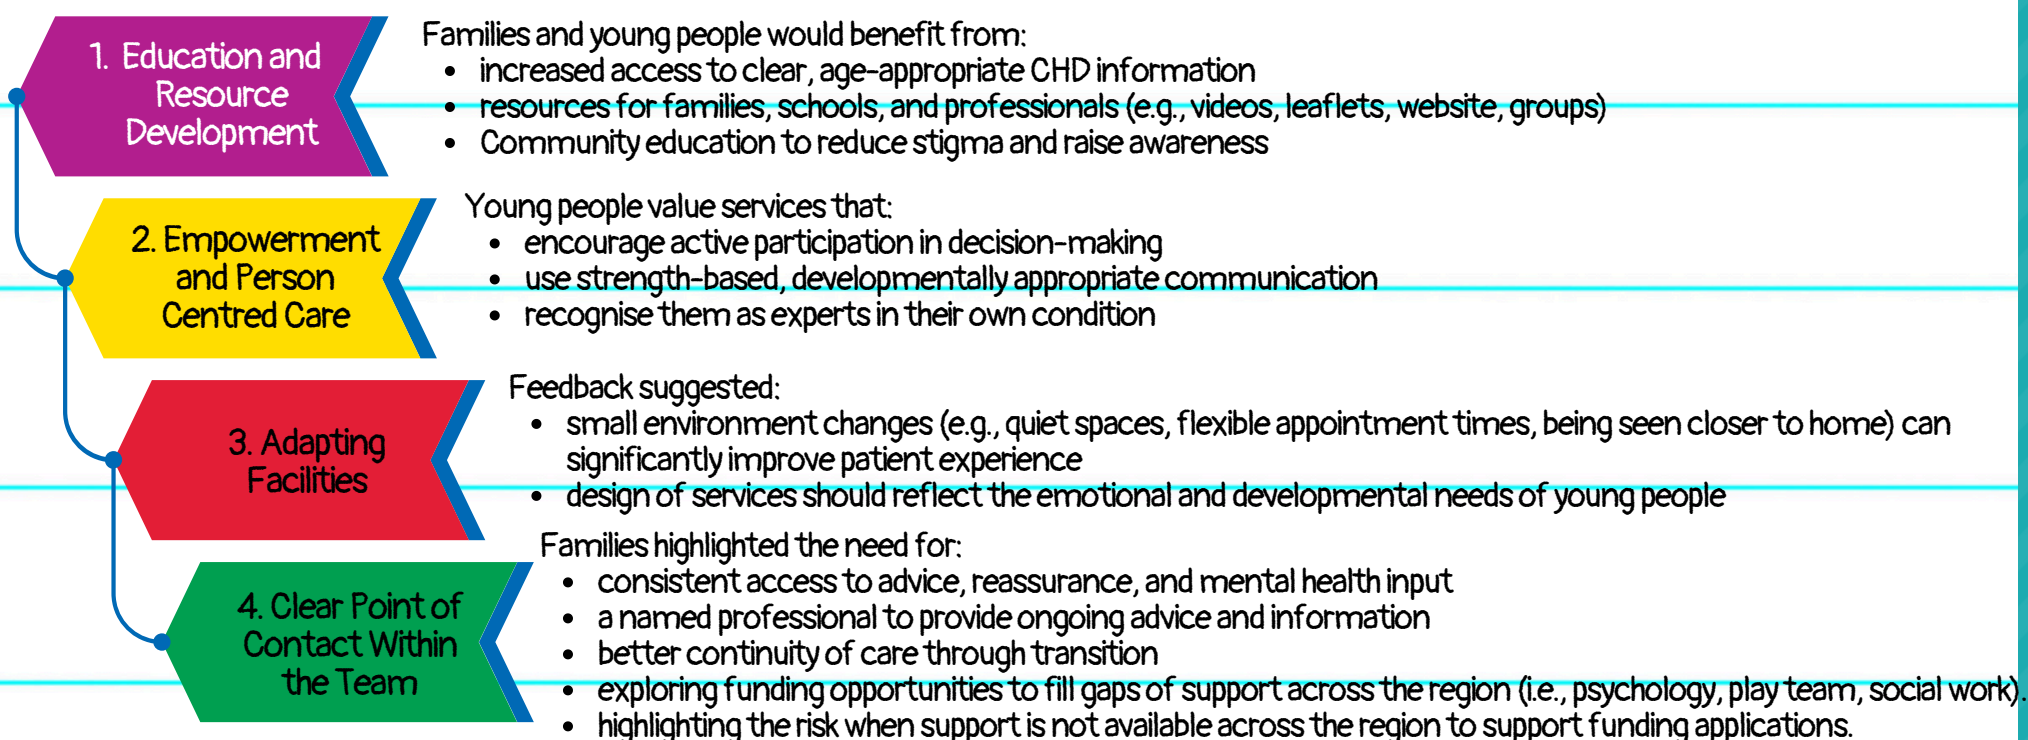 1. Education and
Resource
Development
Families and young people would benefit from:
• increased access to clear, age-appropriate CHD information
• resources for families, schools, and professionals (e.g., videos, leaflets, website, groups)
• Community education to reduce stigma and raise awareness
2. Empowerment
and Person
Centred Care
Young people value services that:
• encourage active participation in decision-making
• use strength-based, developmentally appropriate communication
• recognise them as experts in their own condition
3. Adapting
Facilities
Feedback suggested:
• small environment changes (e.g., quiet spaces, flexible appointment times, being seen closer to home) can
significantly improve patient experience
• design of services should reflect the emotional and developmental needs of young people
4. Clear Point of
Contact Within
the Team
Families highlighted the need for:
• consistent access to advice, reassurance, and mental health input
• a named professional to provide ongoing advice and information
• better continuity of care through transition
• exploring funding opportunities to fill gaps of support across the region (i.e., psychology, play team, social work).
• highlighting the risk when support is not available across the region to support funding applications.